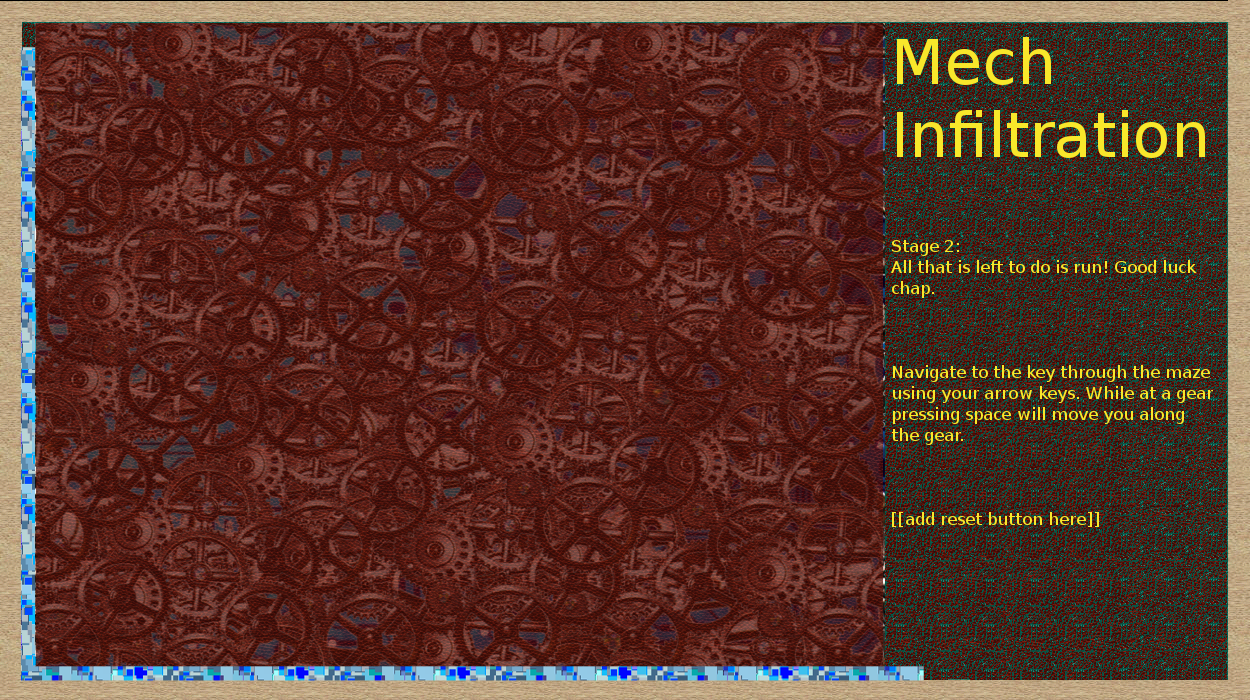 Mech
Infiltration
Stage 2:
All that is left to do is run! Good luck
chap.
Navigate to the key through the maze
using your arrow keys. While at a gear
pressing space will move you along
the gear.
[[add reset button here]]